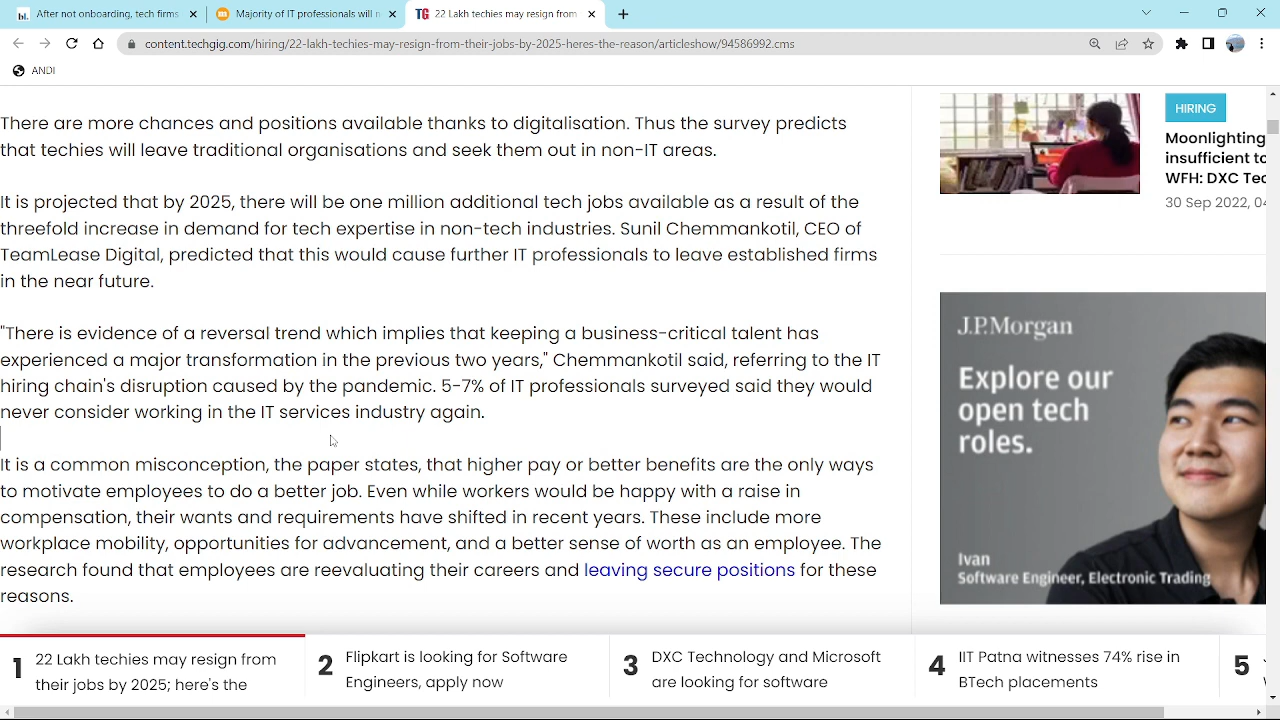 After not onboarding, tech firms
Majority of IT professionals will n
22 Lakh techies may resign from
content.techgig.com/hiring/22-lakh-techies-may-resign-from-their-jobs-by-2025-heres-the-reason/articleshow/94586992.cms
ANDI
There are more chances and positions available thanks to digitalisation. Thus the survey predicts
that techies will leave traditional organisations and seek them out in non-IT areas.
It is projected that by 2025, there will be one million additional tech jobs available as a result of the
threefold increase in demand for tech expertise in non-tech industries. Sunil Chemmankotil, CEO of
TeamLease Digital, predicted that this would cause further IT professionals to leave established firms
in the near future.
"There is evidence of a reversal trend which implies that keeping a business-critical talent has
experienced a major transformation in the previous two years," Chemmankotil said, referring to the IT
hiring chain's disruption caused by the pandemic. 5-7% of IT professionals surveyed said they would
never consider working in the IT services industry again.
It is a common misconception, the paper states, that higher pay or better benefits are the only ways
to motivate employees to do a better job. Even while workers would be happy with a raise in
compensation, their wants and requirements have shifted in recent years. These include more
workplace mobility, opportunities for advancement, and a better sense of worth as an employee. The
research found that employees are reevaluating their careers and leaving secure positions for these
reasons.
HIRING
Moonlighting
insufficient to
WFH: DXC Tec
30 Sep 2022, 04
J.P.Morgan
Explore our
open tech
roles.
Ivan
Software Engineer, Electronic Trading
1
22 Lakh techies may resign from
their jobs by 2025; here's the
2
Flipkart is looking for Software
Engineers, apply now
3
DXC Technology and Microsoft
are looking for software
4
IIT Patna witnesses 74% rise in
BTech placements
5